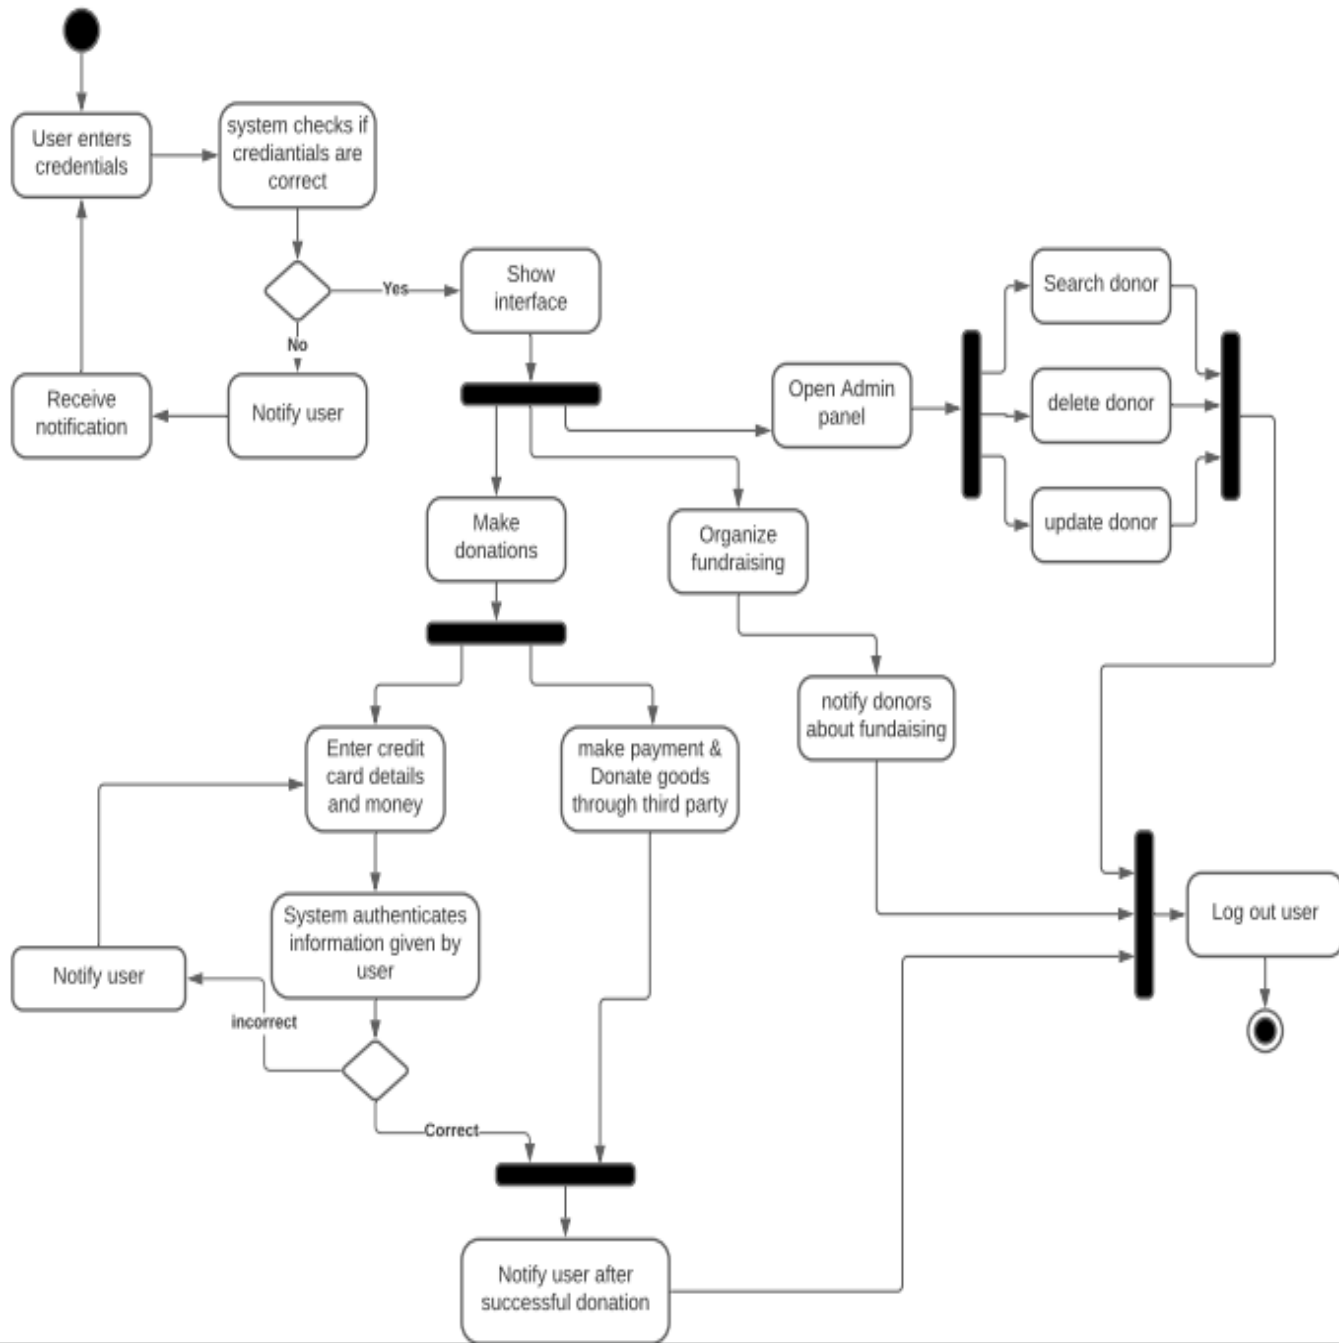 User enters
credentials
system checks if
crediantials are
correct
Yes
Show
interface
No
Notify user
Receive
notification
Open Admin
panel
Search donor
delete donor
update donor
Make
donations
Organize
fundraising
notify donors
about fundaising
Enter credit
card details
and money
make payment &
Donate goods
through third party
System authenticates
information given by
user
Notify user
incorrect
Correct
Log out user
Notify user after
successful donation